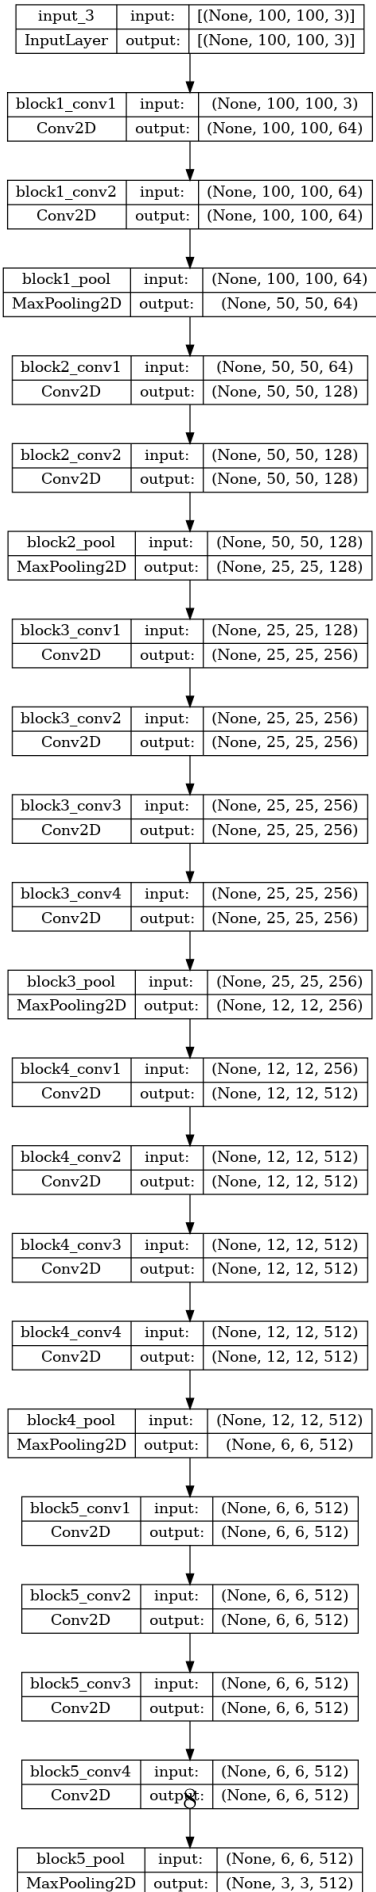 input_3 input: [(None, 100, 100, 3)]
InputLayer output: [(None, 100, 100, 3)]
block1_conv1 input: (None, 100, 100, 3)
Conv2D output: (None, 100, 100, 64)
block1_conv2 input: (None, 100, 100, 64)
Conv2D output: (None, 100, 100, 64)
block1_pool input: (None, 100, 100, 64)
MaxPooling2D output: (None, 50, 50, 64)
block2_conv1 input: (None, 50, 50, 64)
Conv2D output: (None, 50, 50, 128)
block2_conv2 input: (None, 50, 50, 128)
Conv2D output: (None, 50, 50, 128)
block2_pool input: (None, 50, 50, 128)
MaxPooling2D output: (None, 25, 25, 128)
block3_conv1 input: (None, 25, 25, 128)
Conv2D output: (None, 25, 25, 256)
block3_conv2 input: (None, 25, 25, 256)
Conv2D output: (None, 25, 25, 256)
block3_conv3 input: (None, 25, 25, 256)
Conv2D output: (None, 25, 25, 256)
block3_conv4 input: (None, 25, 25, 256)
Conv2D output: (None, 25, 25, 256)
block3_pool input: (None, 25, 25, 256)
MaxPooling2D output: (None, 12, 12, 256)
block4_conv1 input: (None, 12, 12, 256)
Conv2D output: (None, 12, 12, 512)
block4_conv2 input: (None, 12, 12, 512)
Conv2D output: (None, 12, 12, 512)
block4_conv3 input: (None, 12, 12, 512)
Conv2D output: (None, 12, 12, 512)
block4_conv4 input: (None, 12, 12, 512)
Conv2D output: (None, 12, 12, 512)
block4_pool input: (None, 12, 12, 512)
MaxPooling2D output: (None, 6, 6, 512)
block5_conv1 input: (None, 6, 6, 512)
Conv2D output: (None, 6, 6, 512)
block5_conv2 input: (None, 6, 6, 512)
Conv2D output: (None, 6, 6, 512)
block5_conv3 input: (None, 6, 6, 512)
Conv2D output: (None, 6, 6, 512)
block5_conv4 input: (None, 6, 6, 512)
Conv2D output: (None, 6, 6, 512)
8
block5_pool input: (None, 6, 6, 512)
MaxPooling2D output: (None, 3, 3, 512)